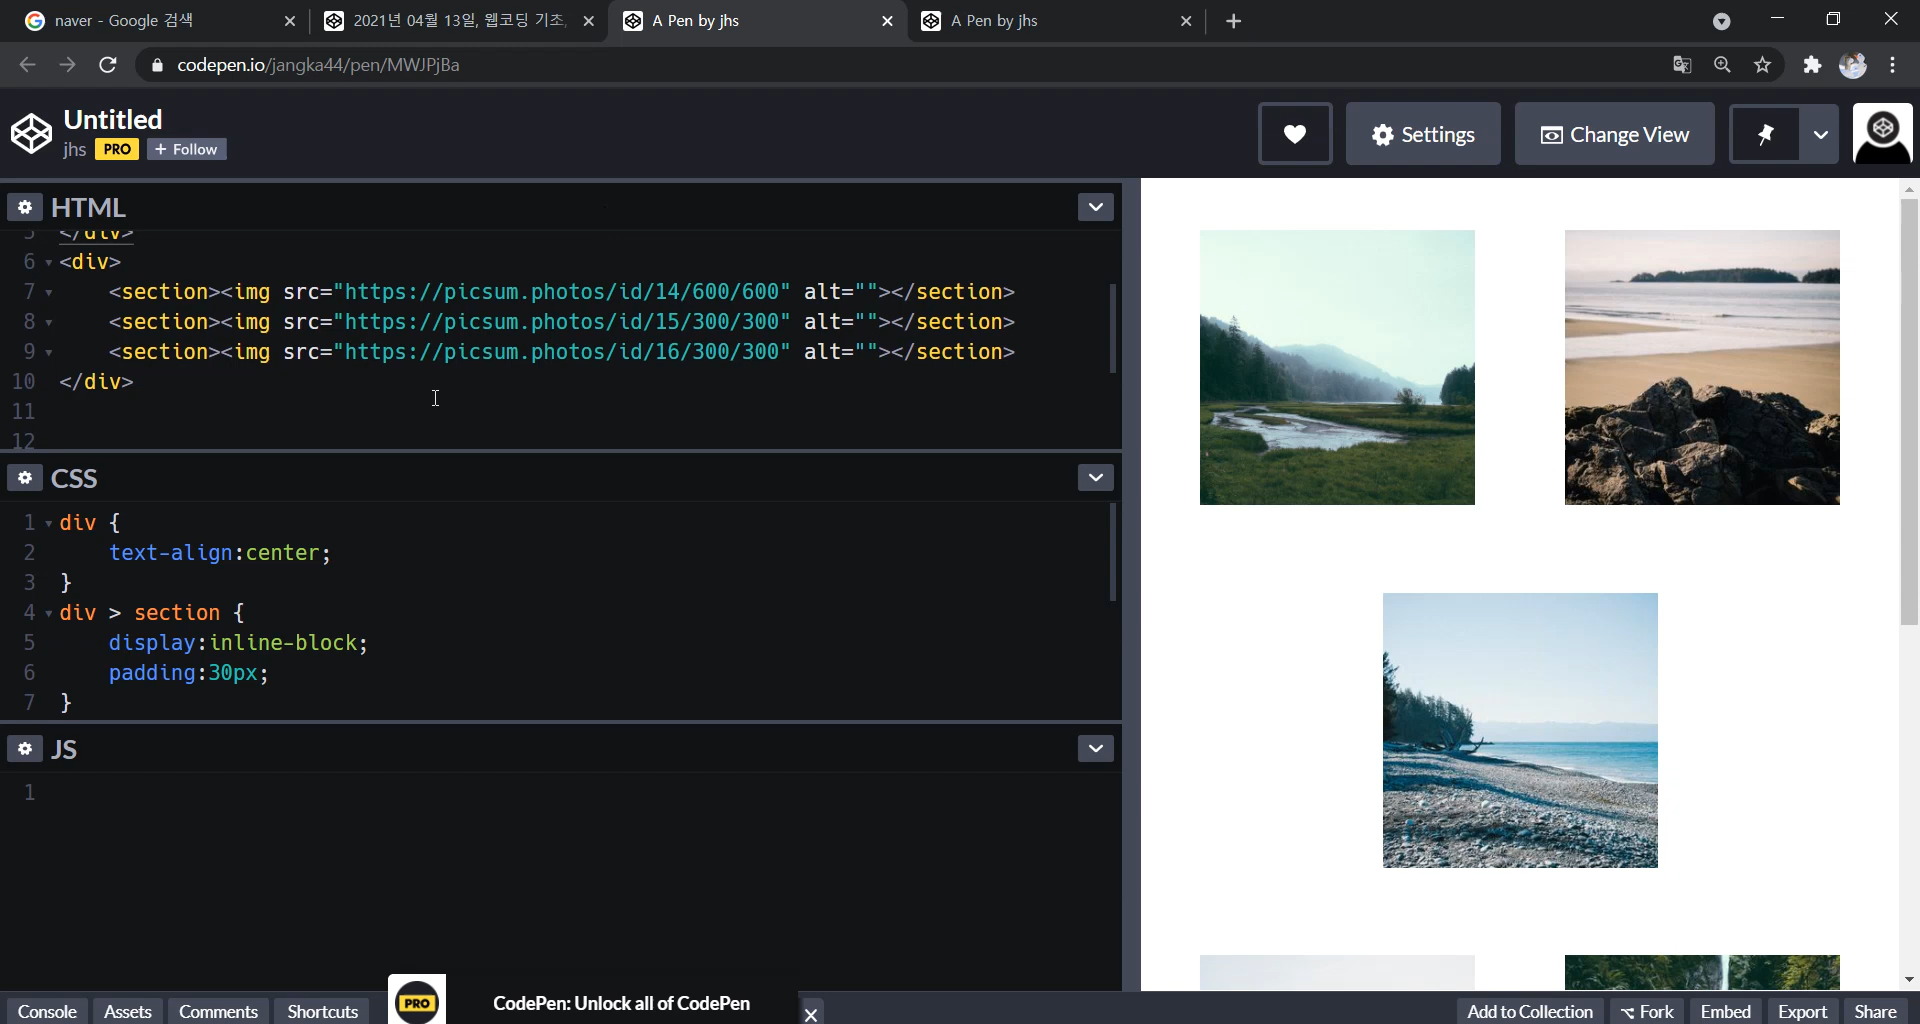 naver - Google 검색
2021년 04월 13일, 웹코딩 기초,
A Pen by jhs
A Pen by jhs
codepen.io/jangka44/pen/MWJPjBa
Untitled
jhs PRO + Follow
Settings
Change View
HTML
5 </div>
6 <div>
7 <section><img src="https://picsum.photos/id/14/600/600" alt=""></section>
8 <section><img src="https://picsum.photos/id/15/300/300" alt=""></section>
9 <section><img src="https://picsum.photos/id/16/300/300" alt=""></section>
10 </div>
11
12
CSS
1 div {
2 text-align:center;
3 }
4 div > section {
5 display:inline-block;
6 padding:30px;
7 }
JS
1
Console Assets Comments Shortcuts
PRO CodePen: Unlock all of CodePen
Add to Collection Fork Embed Export Share